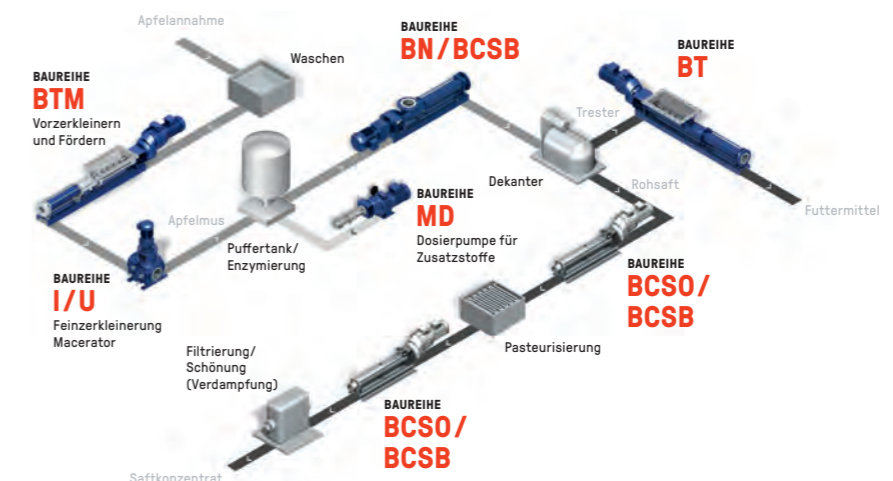 Apfelannahme
Waschen
BAUREIHE
BTM
Vorzerkleinern
und Fördern
BAUREIHE
BN/BCSB
BAUREIHE
BT
Trester
Dekanter
Rohsaft
Futtermittel
Apfelmus
BAUREIHE
I/U
Feinzerkleinerung
Macerator
Puffertank/
Enzymierung
BAUREIHE
MD
Dosierpumpe für
Zusatzstoffe
BAUREIHE
BCSO/
BCSB
Pasteurisierung
Filtrierung/
Schönung
(Verdampfung)
BAUREIHE
BCSO/
BCSB
Saftkonzentrat